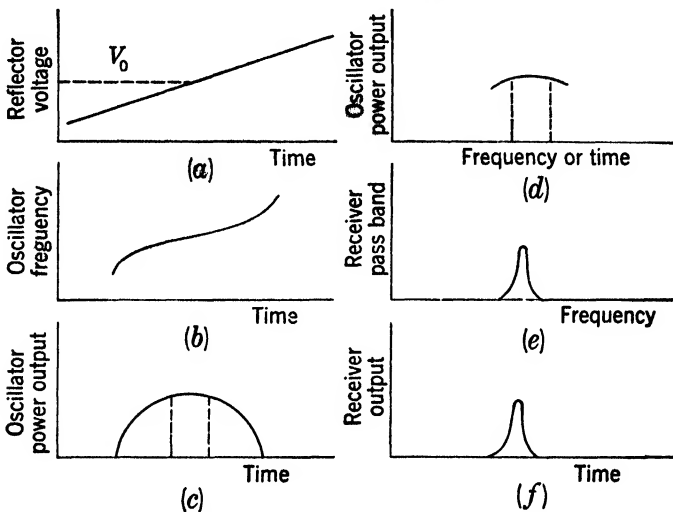 Reflector
voltage
V₀
Time
(a)
Oscillator
freguency
Time
(b)
Oscillator
power output
Time
(c)
Oscillator
power output
Frequency or time
(d)
Receiver
pass band
Frequency
(e)
Receiver
output
Time
(f)